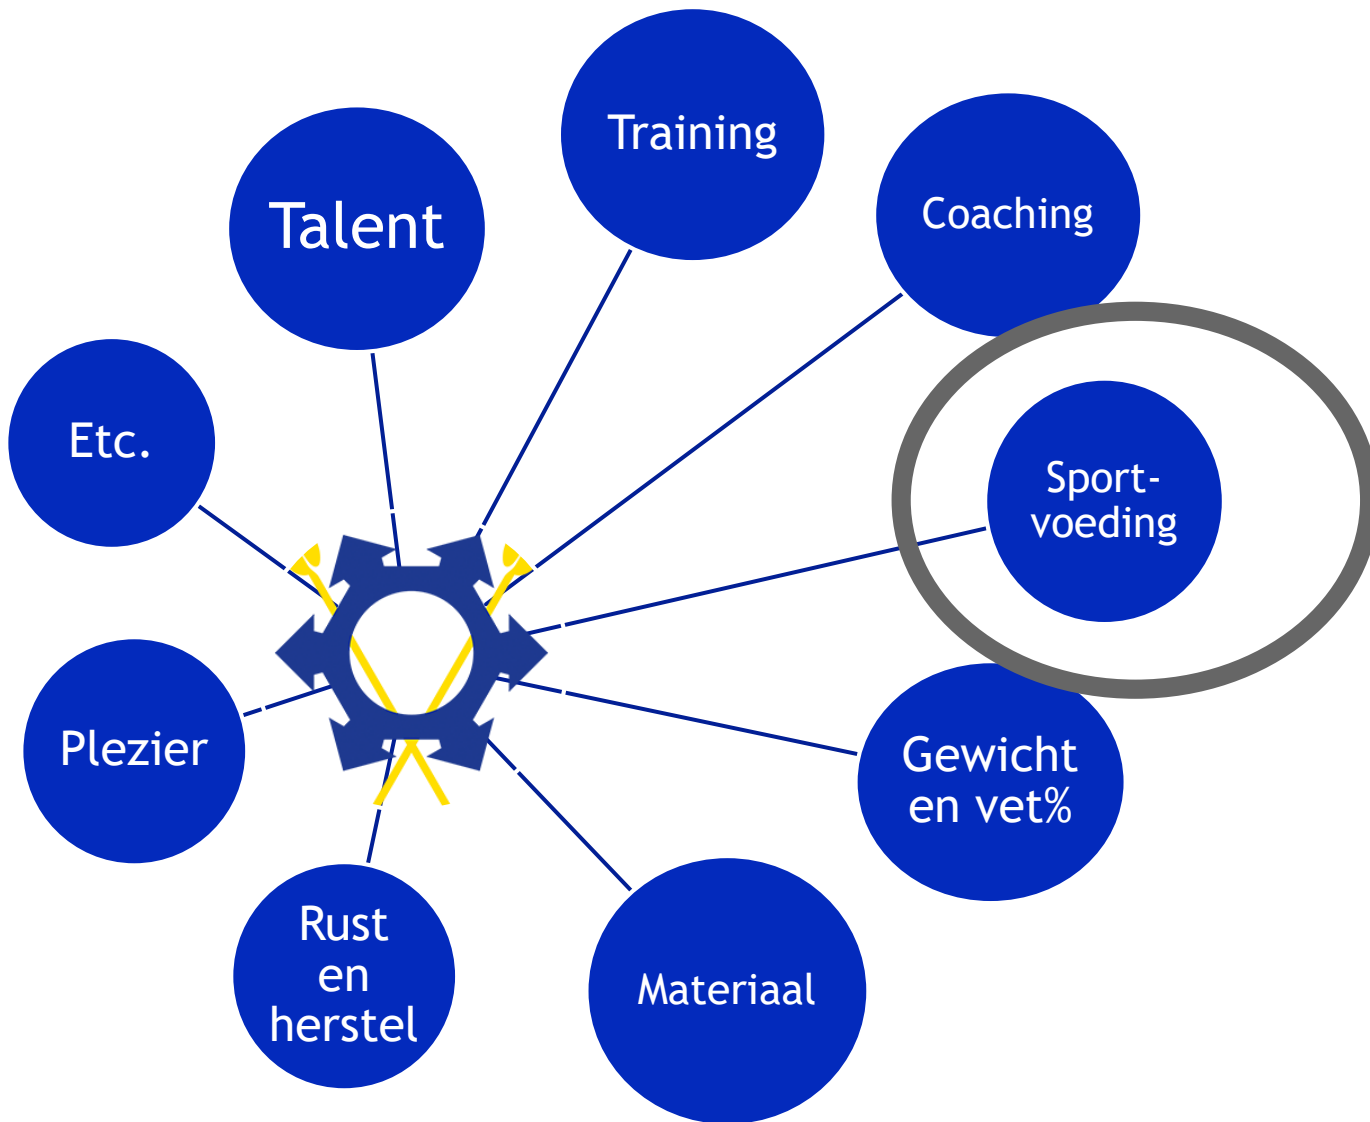 Training
Talent
Coaching
Etc.
Sport-
voeding
Plezier
Gewicht
en vet%
Rust
en
herstel
Materiaal